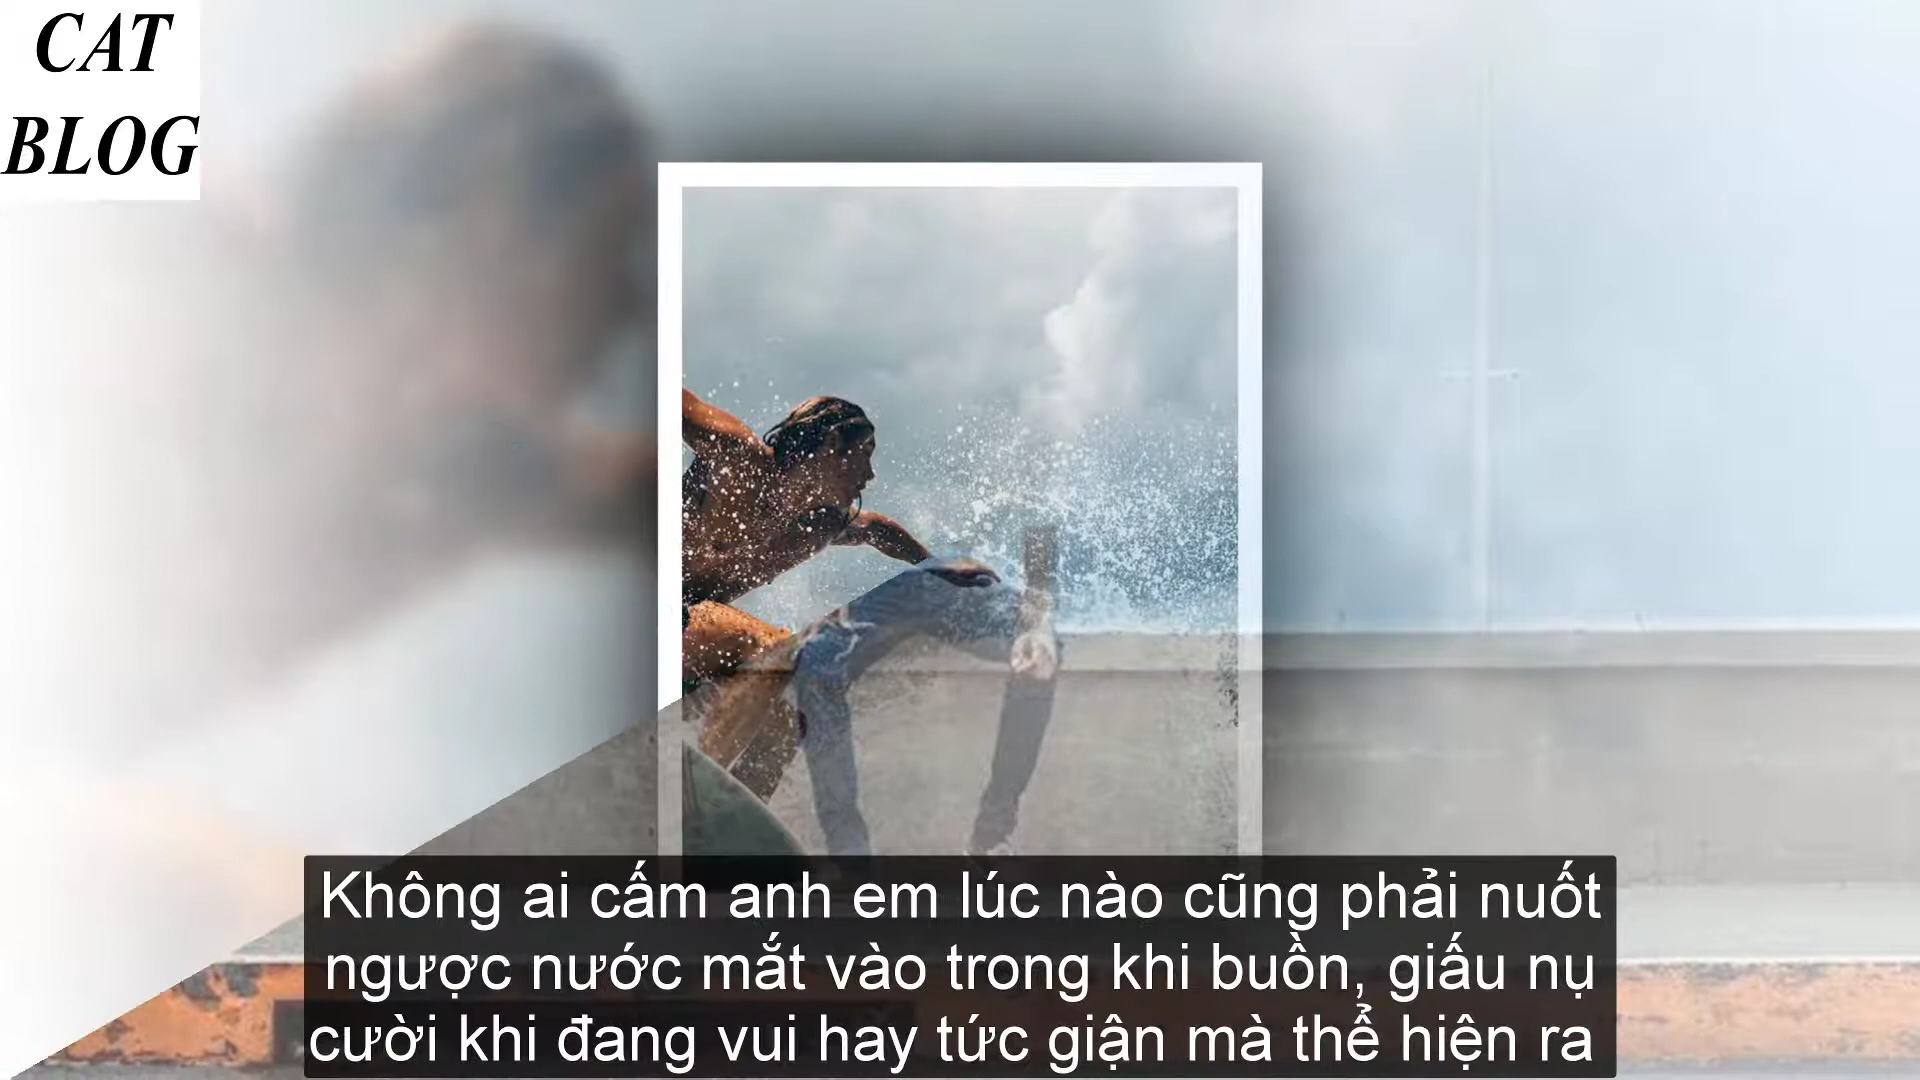 CAT
BLOG
Không ai cấm anh em lúc nào cũng phải nuốt
ngược nước mắt vào trong khi buồn, giấu nụ
cười khi đang vui hay tức giận mà thể hiện ra